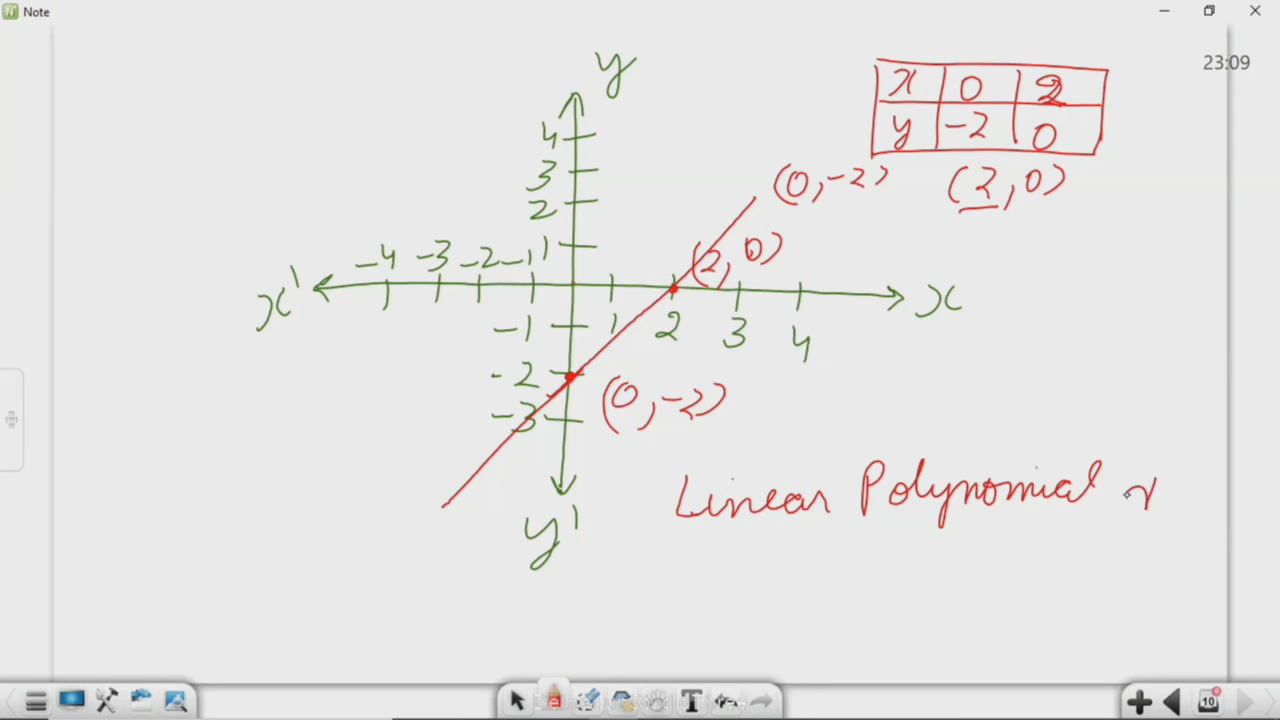 Note
23:09
y
x 0 2
y -2 0
(0,-2) (2,0)
4
3
2
1
(2, 0)
-4 -3 -2 -1
x' x
1 2 3 4
-1
-2
-3
(0,-2)
Linear Polynomial
y'
10